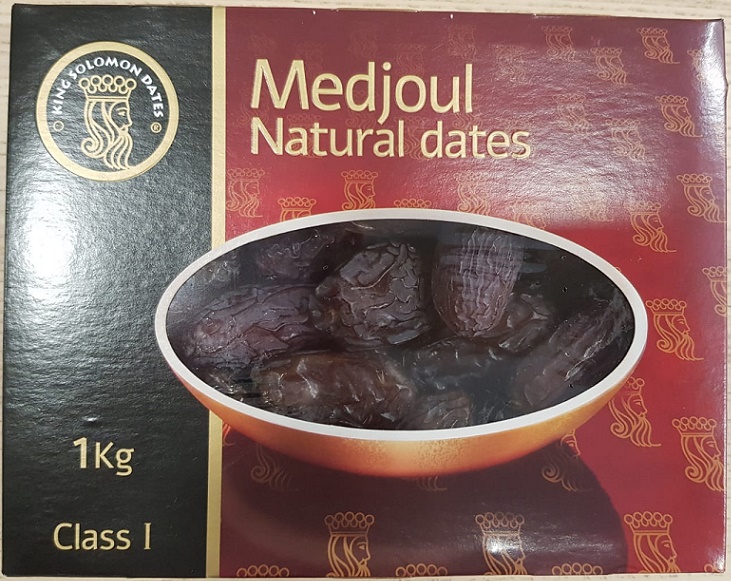 KING SOLOMON DATES ®
Medjoul
Natural dates
1Kg
Class I